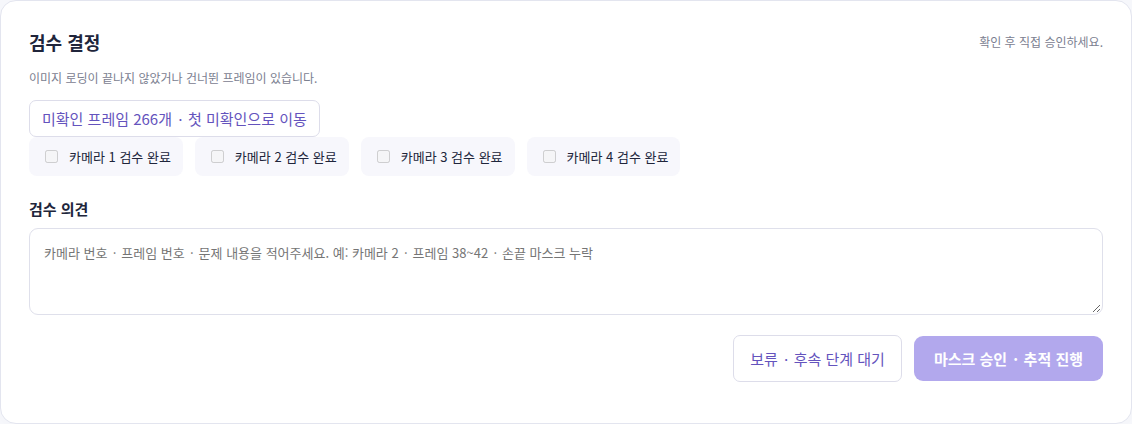 검수 결정
확인 후 직접 승인하세요.
이미지 로딩이 끝나지 않았거나 건너뛴 프레임이 있습니다.
미확인 프레임 266개 · 첫 미확인으로 이동
카메라 1 검수 완료
카메라 2 검수 완료
카메라 3 검수 완료
카메라 4 검수 완료
검수 의견
카메라 번호 · 프레임 번호 · 문제 내용을 적어주세요. 예: 카메라 2 · 프레임 38~42 · 손끝 마스크 누락
보류 · 후속 단계 대기
마스크 승인 · 추적 진행